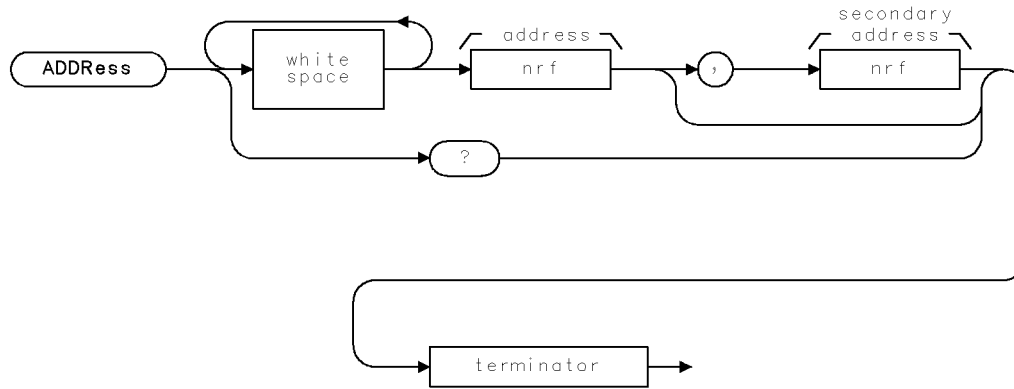 ADDRess
white
space
address
nrf
,
secondary
address
nrf
?
terminator